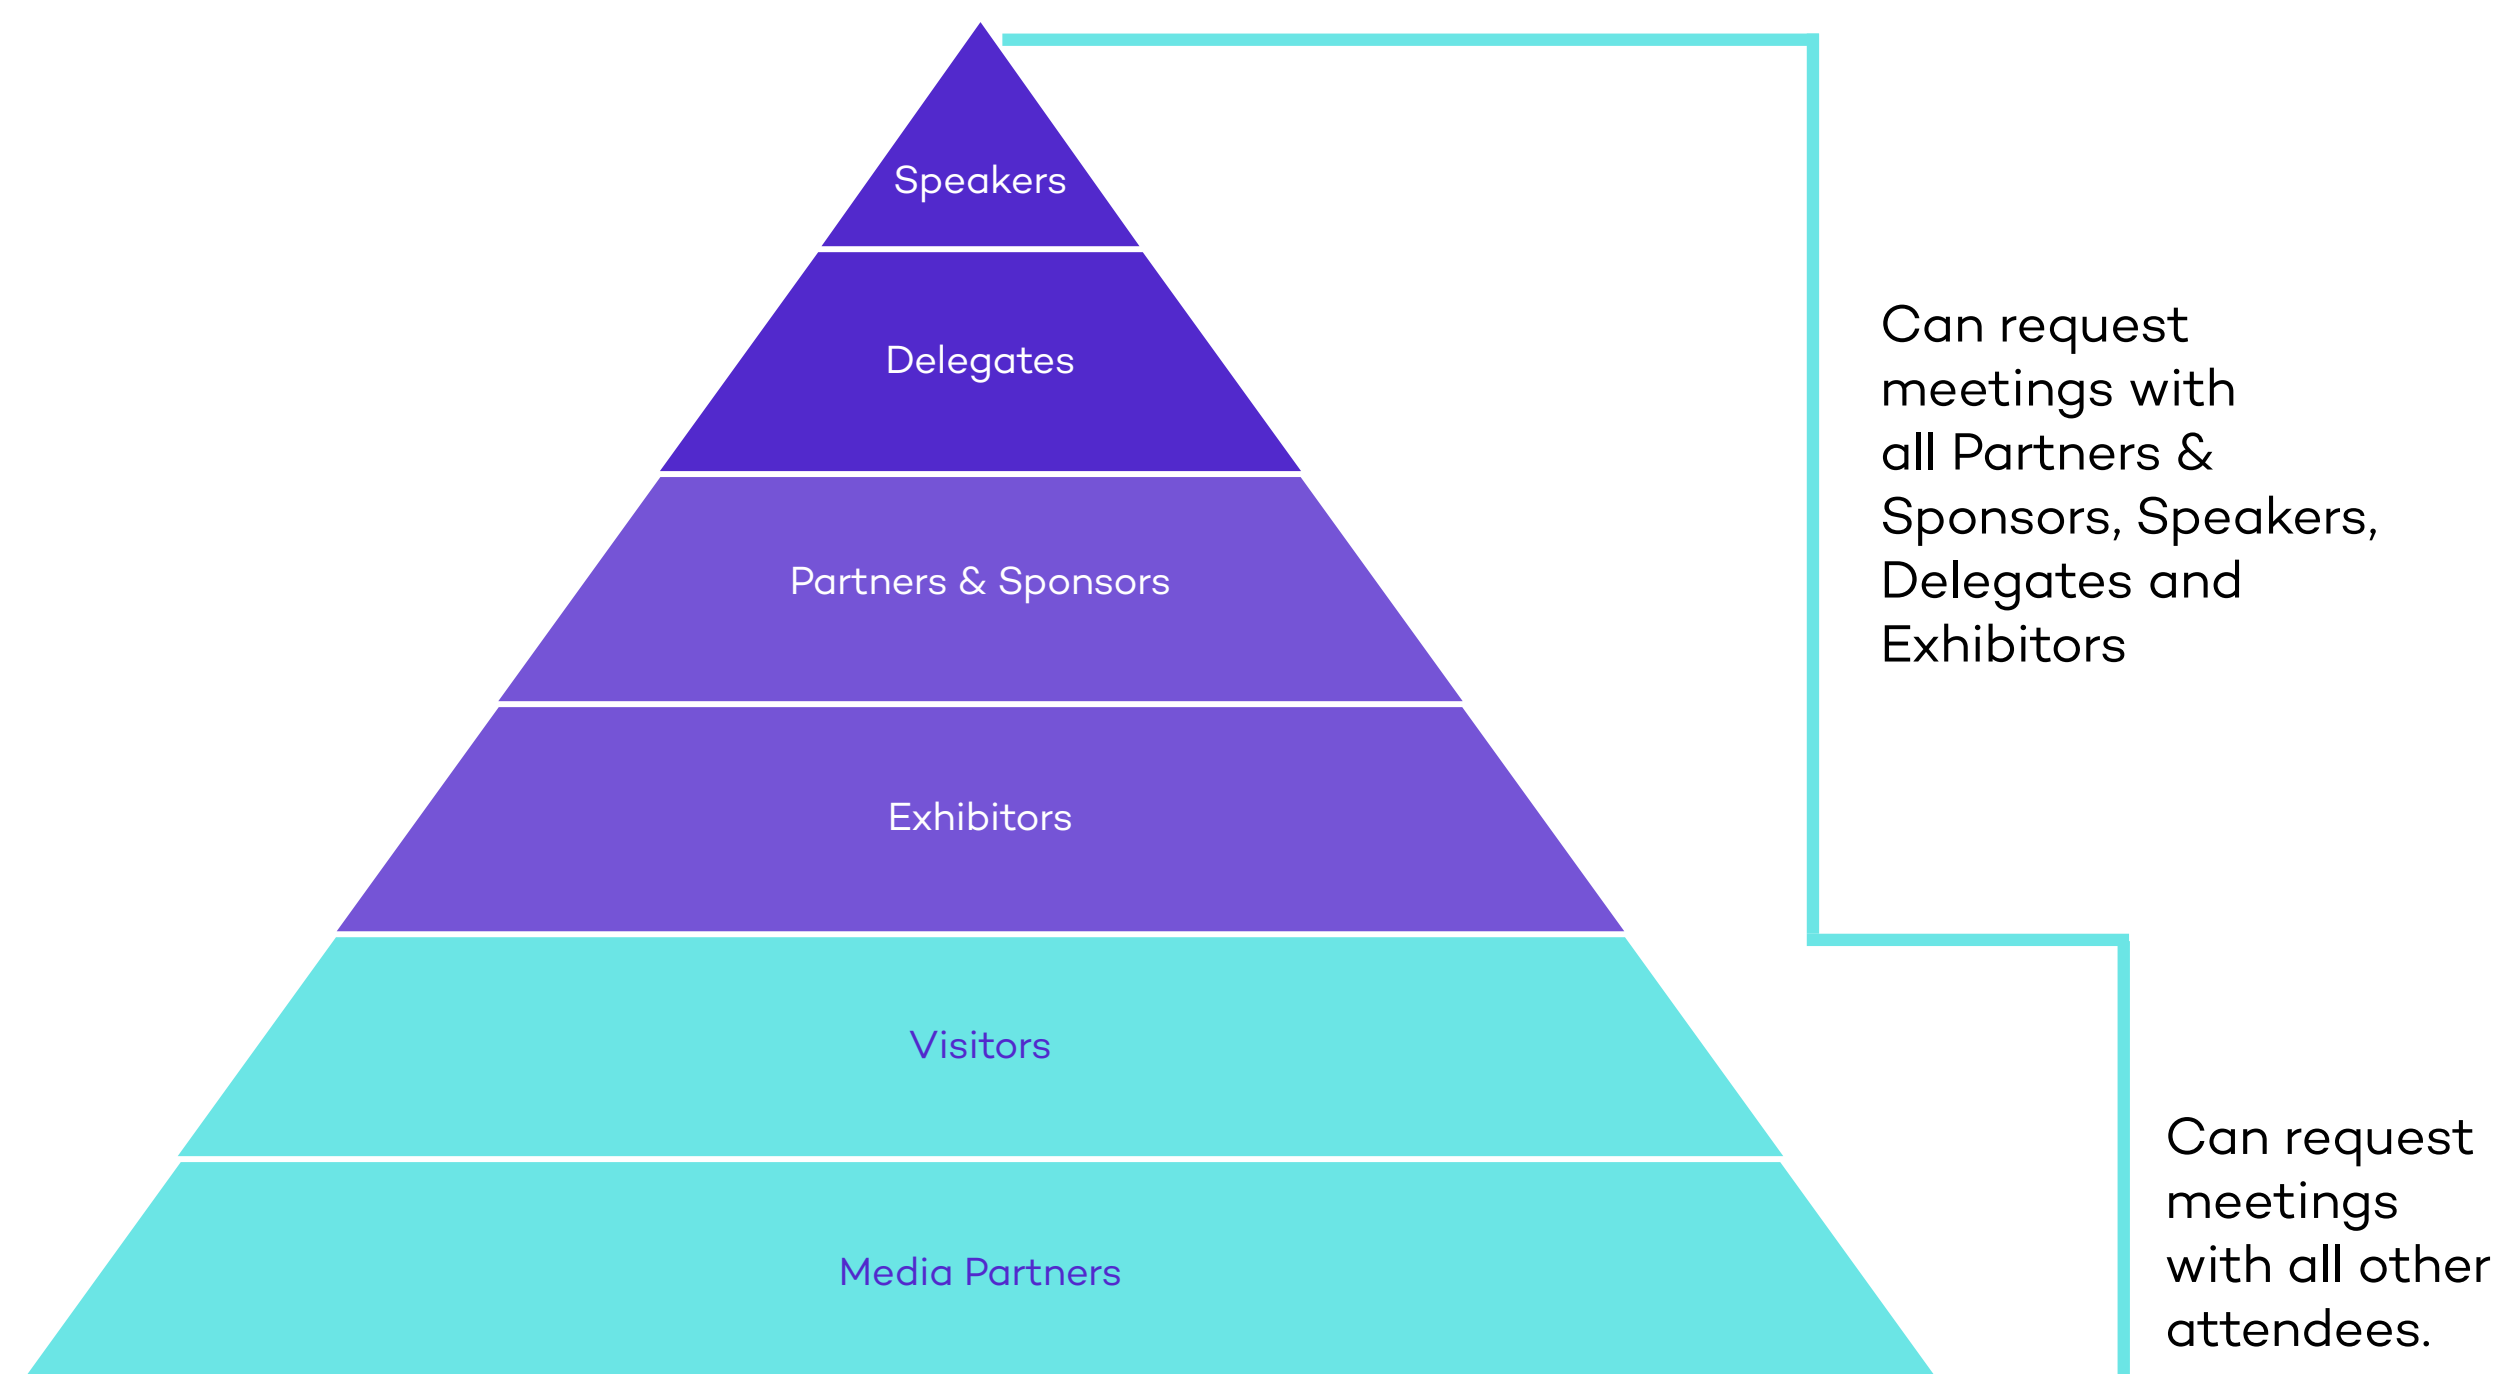 Speakers
Delegates
Partners & Sponsors
Exhibitors
Visitors
Media Partners
Can request
meetings with
all Partners &
Sponsors, Speakers,
Delegates and
Exhibitors
Can request
meetings
with all other
attendees.